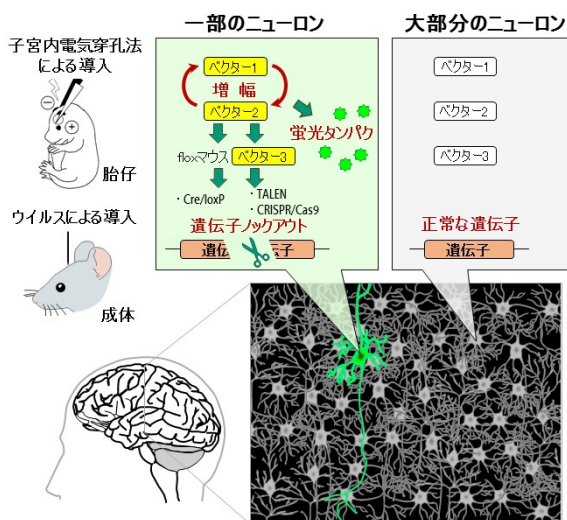 一部のニューロン
大部分のニューロン
子宮内電気穿孔法
による導入
胎仔
ウイルスによる導入
成体
ベクター1
増 幅
ベクター2
蛍光タンパク
floxマウス
ベクター3
・Cre/loxP
・TALEN
・CRISPR/Cas9
遺伝子ノックアウト
遺伝 子
ベクター1
ベクター2
ベクター3
正常な遺伝子
遺伝子